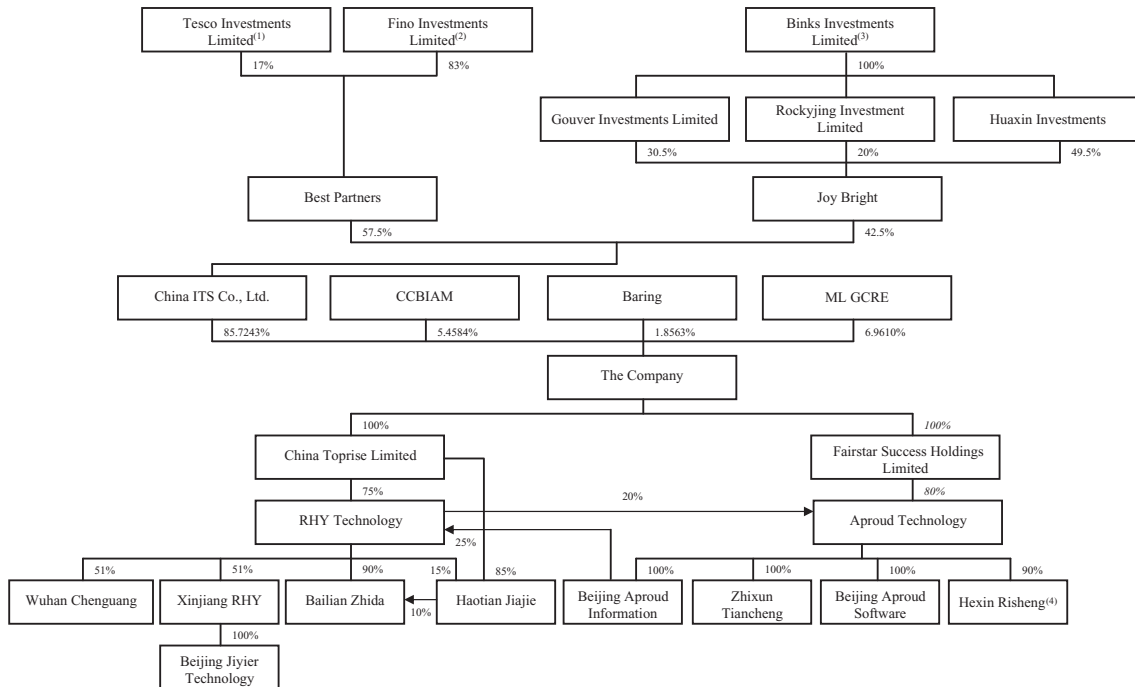 Tesco Investments
Limited(1)
Fino Investments
Limited(2)
Binks Investments
Limited(3)
17%
83%
100%
Gouver Investments Limited
Rockyjing Investment
Limited
Huaxin Investments
30.5%
20%
49.5%
Best Partners
Joy Bright
57.5%
42.5%
China ITS Co., Ltd.
CCBIAM
Baring
ML GCRE
85.7243%
5.4584%
1.8563%
6.9610%
The Company
100%
100%
China Toprise Limited
Fairstar Success Holdings
Limited
75%
80%
20%
RHY Technology
Aproud Technology
25%
51%
51%
90%
15%
85%
100%
100%
100%
90%
Wuhan Chenguang
Xinjiang RHY
Bailian Zhida
10%
Haotian Jiajie
Beijing Aproud
Information
Zhixun
Tiancheng
Beijing Aproud
Software
Hexin Risheng(4)
100%
Beijing Jiyier
Technology